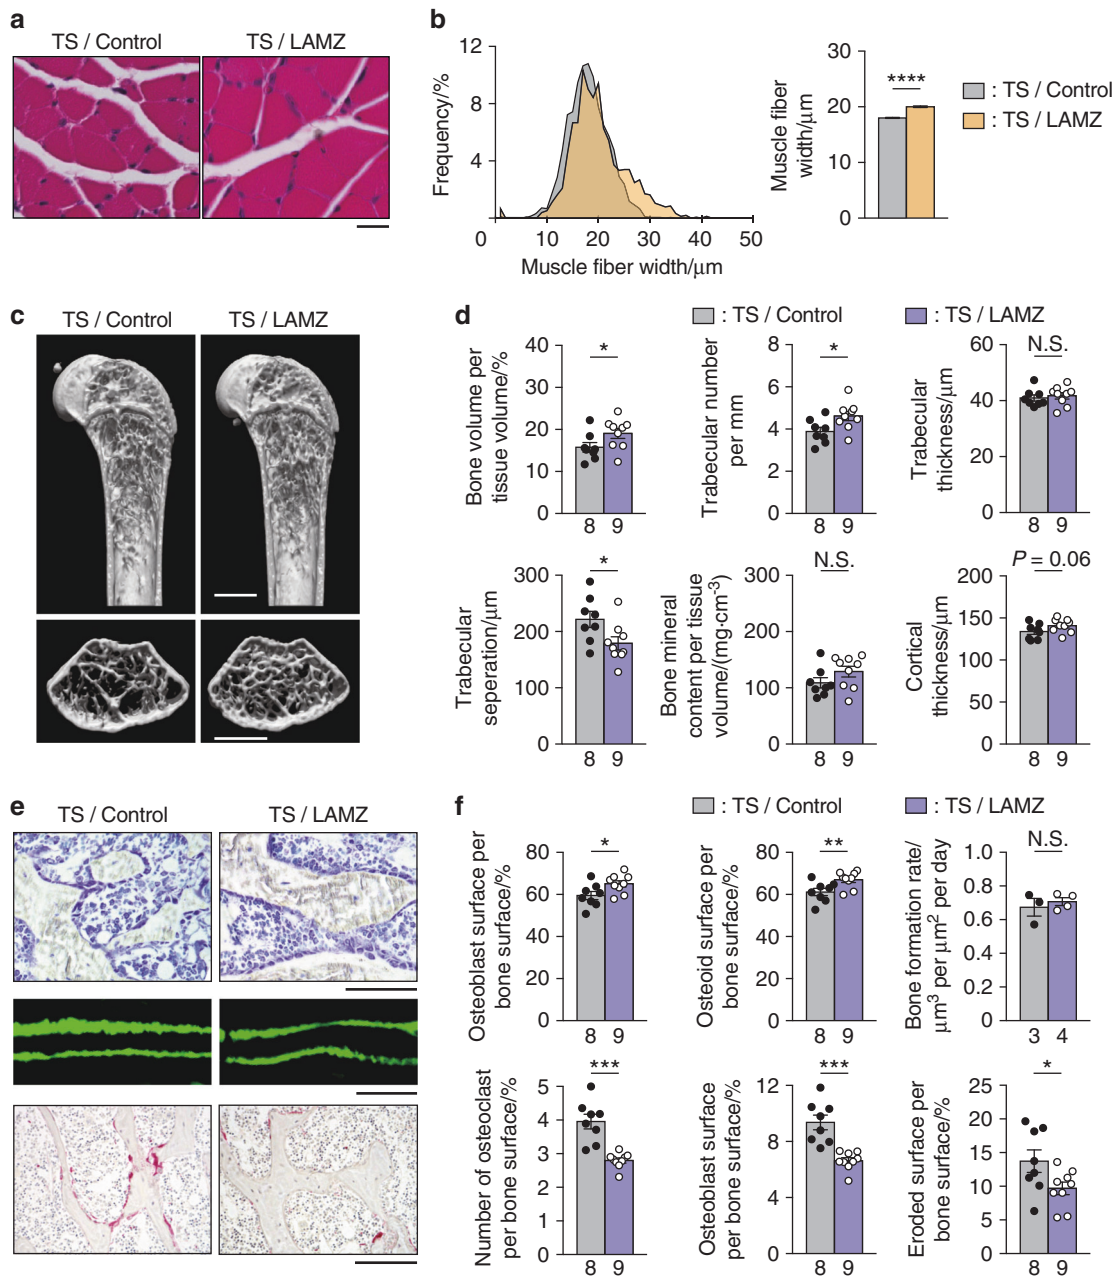 a
TS / Control
TS / LAMZ
b
Frequency/%
12
8
4
0
10
20
30
40
50
Muscle fiber width/μm
Muscle fiber
width/μm
30
20
10
0
****
: TS / Control
: TS / LAMZ
c
TS / Control
TS / LAMZ
d
: TS / Control
: TS / LAMZ
Bone volume per
tissue volume/%
40
30
20
10
0
*
8 9
Trabecular number
per mm
8
6
4
2
0
*
8 9
Trabecular
thickness/μm
60
40
20
0
N.S.
8 9
Trabecular
seperation/μm
300
200
100
0
*
8 9
Bone mineral
content per tissue
volume/(mg·cm-³)
300
200
100
0
N.S.
8 9
Cortical
thickness/μm
200
150
100
50
0
P = 0.06
8 9
e
TS / Control
TS / LAMZ
f
: TS / Control
: TS / LAMZ
Osteoblast surface per
bone surface/%
80
60
40
20
0
*
8 9
Osteoid surface per
bone surface/%
80
60
40
20
0
**
8 9
Bone formation rate/
μm³ per μm² per day
1.0
0.8
0.6
0.4
0.2
0
N.S.
3 4
Number of osteoclast
per bone surface/%
5
4
3
2
1
0
***
8 9
Osteoblast surface
per bone surface/%
12
8
4
0
***
8 9
Eroded surface per
bone surface/%
25
20
15
10
5
0
*
8 9